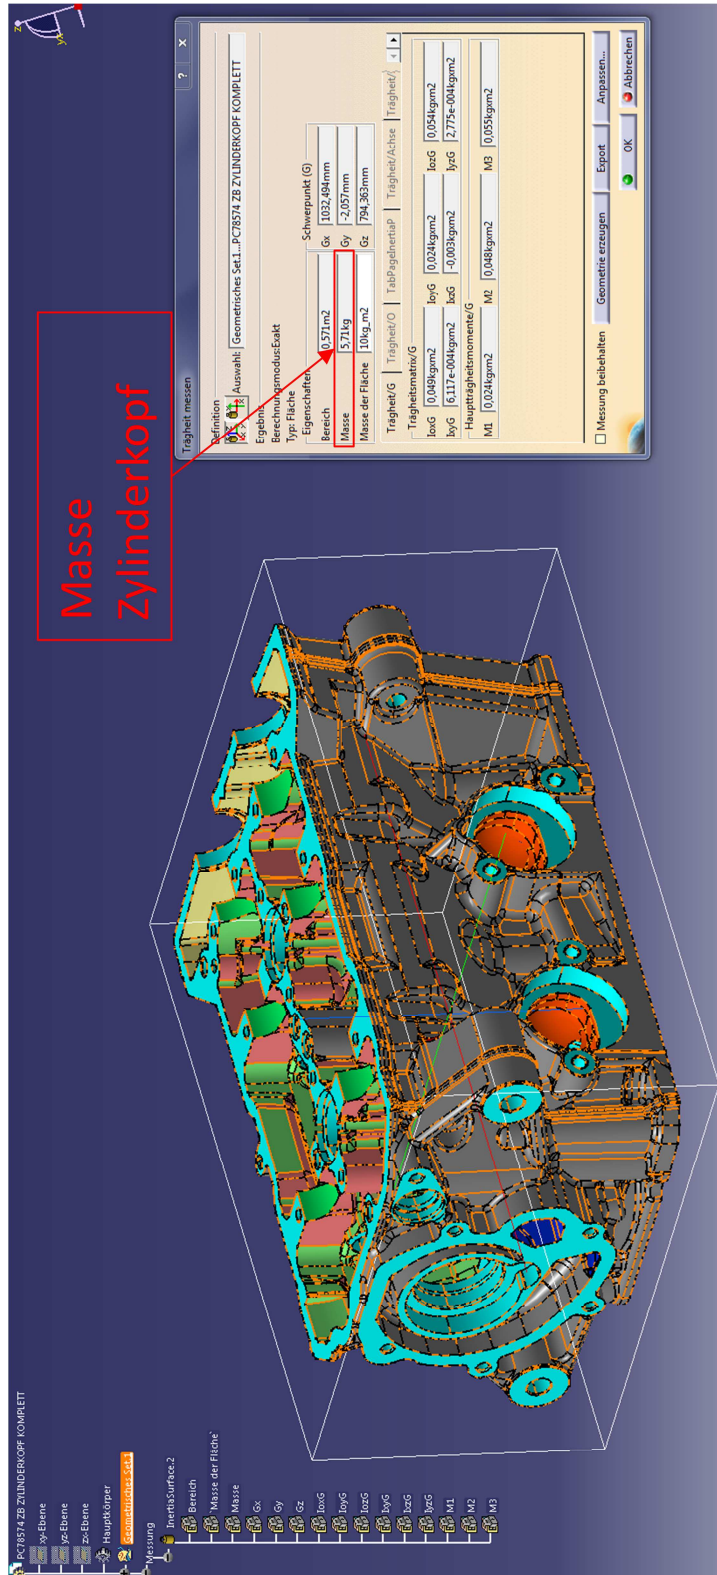 PC78574 ZB ZYLINDERKOPF KOMPLETT
xy-Ebene
yz-Ebene
zx-Ebene
Hauptkörper
Geometrisches Set.1
Messung
InertiaSurface.2
Bereich
'Masse der Fläche'
Masse
Gx
Gy
Gz
IoxG
IoyG
IozG
IxyG
IxzG
IyzG
M1
M2
M3
Masse
Zylinderkopf
z
Trägheit messen
? X
Definition
Auswahl: Geometrisches Set.1...PC78574 ZB ZYLINDERKOPF KOMPLETT
Ergebnis
Berechnungsmodus:Exakt
Typ: Fläche
Eigenschaften
Bereich 0,571m2
Masse 5,71kg
Masse der Fläche 10kg_m2
Schwerpunkt (G)
Gx 1032,494mm
Gy -2,057mm
Gz 794,363mm
Trägheit/G Trägheit/O TabPageInertiaP Trägheit/Achse Trägheit/
Trägheitsmatrix/G
IoxG 0,049kgxm2 IoyG 0,024kgxm2 IozG 0,054kgxm2
IxyG 6,117e-004kgxm2 IxzG -0,003kgxm2 IyzG 2,775e-004kgxm2
Hauptträgheitsmomente/G
M1 0,024kgxm2 M2 0,048kgxm2 M3 0,055kgxm2
Messung beibehalten Geometrie erzeugen Export Anpassen...
OK Abbrechen